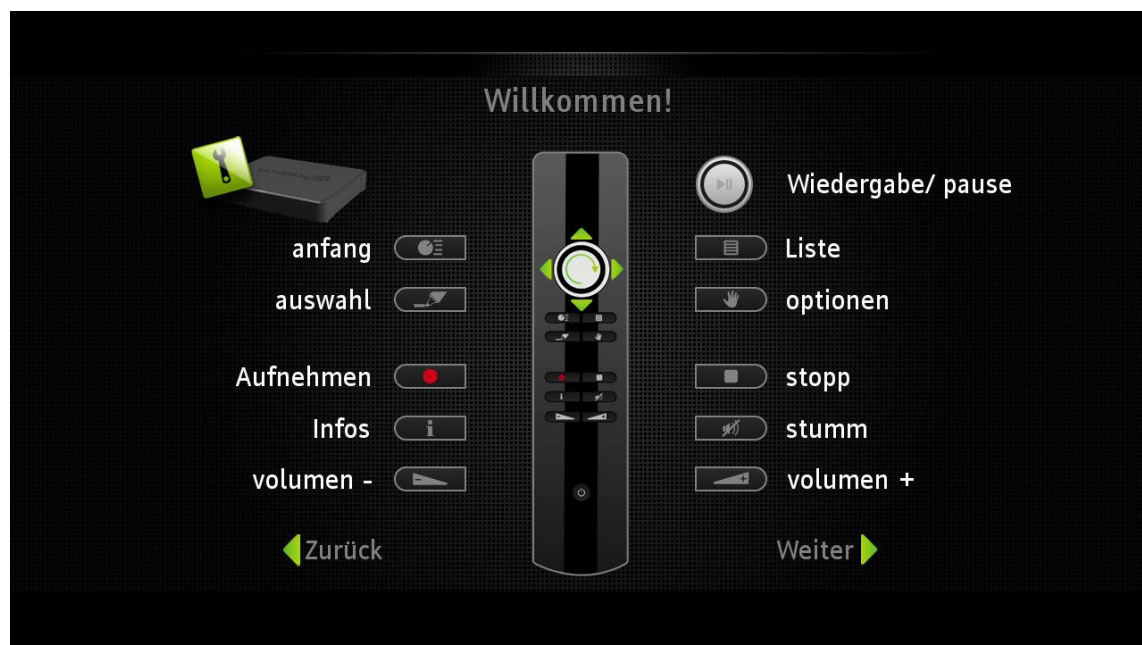 Willkommen!
Wiedergabe/ pause
anfang
Liste
auswahl
optionen
Aufnehmen
stopp
Infos
stumm
volumen -
volumen +
Zurück
Weiter